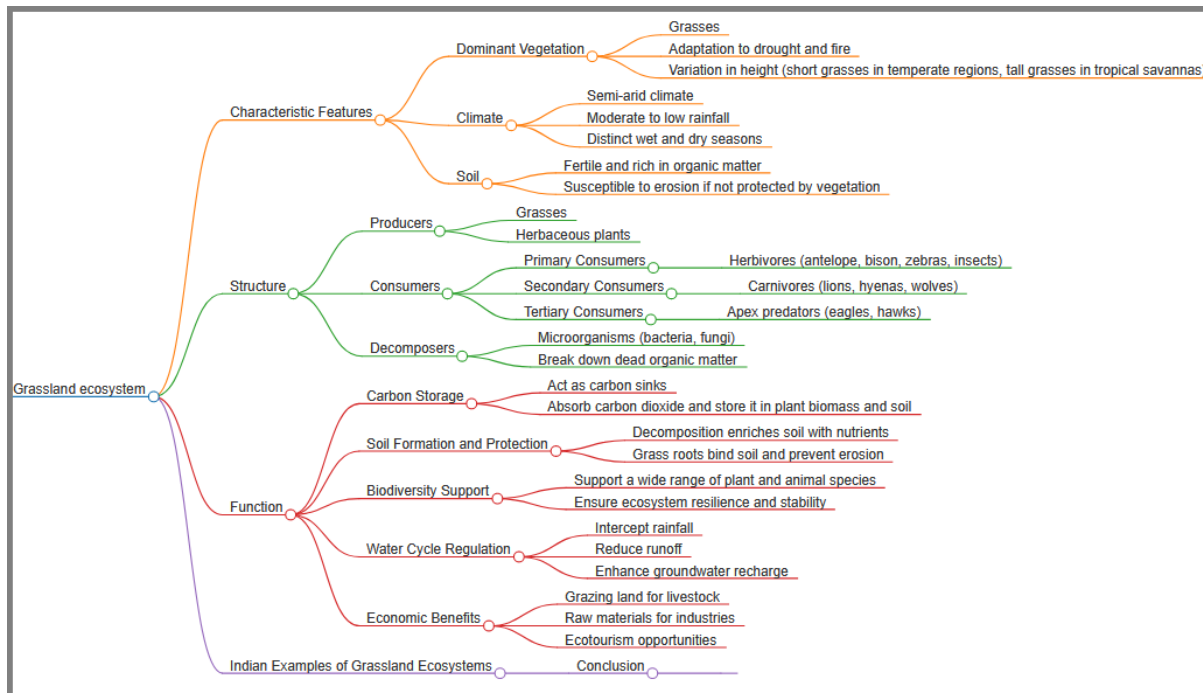 Grasses
Dominant Vegetation
Adaptation to drought and fire
Variation in height (short grasses in temperate regions, tall grasses in tropical savannas)
Characteristic Features
Semi-arid climate
Climate
Moderate to low rainfall
Distinct wet and dry seasons
Soil
Fertile and rich in organic matter
Susceptible to erosion if not protected by vegetation
Structure
Producers
Grasses
Herbaceous plants
Consumers
Primary Consumers
Herbivores (antelope, bison, zebras, insects)
Secondary Consumers
Carnivores (lions, hyenas, wolves)
Tertiary Consumers
Apex predators (eagles, hawks)
Decomposers
Microorganisms (bacteria, fungi)
Break down dead organic matter
Grassland ecosystem
Function
Carbon Storage
Act as carbon sinks
Absorb carbon dioxide and store it in plant biomass and soil
Soil Formation and Protection
Decomposition enriches soil with nutrients
Grass roots bind soil and prevent erosion
Biodiversity Support
Support a wide range of plant and animal species
Ensure ecosystem resilience and stability
Water Cycle Regulation
Intercept rainfall
Reduce runoff
Enhance groundwater recharge
Economic Benefits
Grazing land for livestock
Raw materials for industries
Ecotourism opportunities
Indian Examples of Grassland Ecosystems
Conclusion